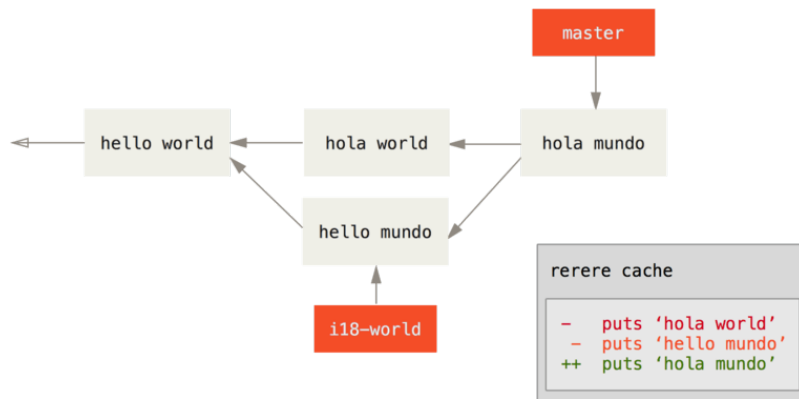 master
hello world
hola world
hola mundo
hello mundo
i18-world
rerere cache
-   puts ‘hola world’
 -  puts ‘hello mundo’
++  puts ‘hola mundo’